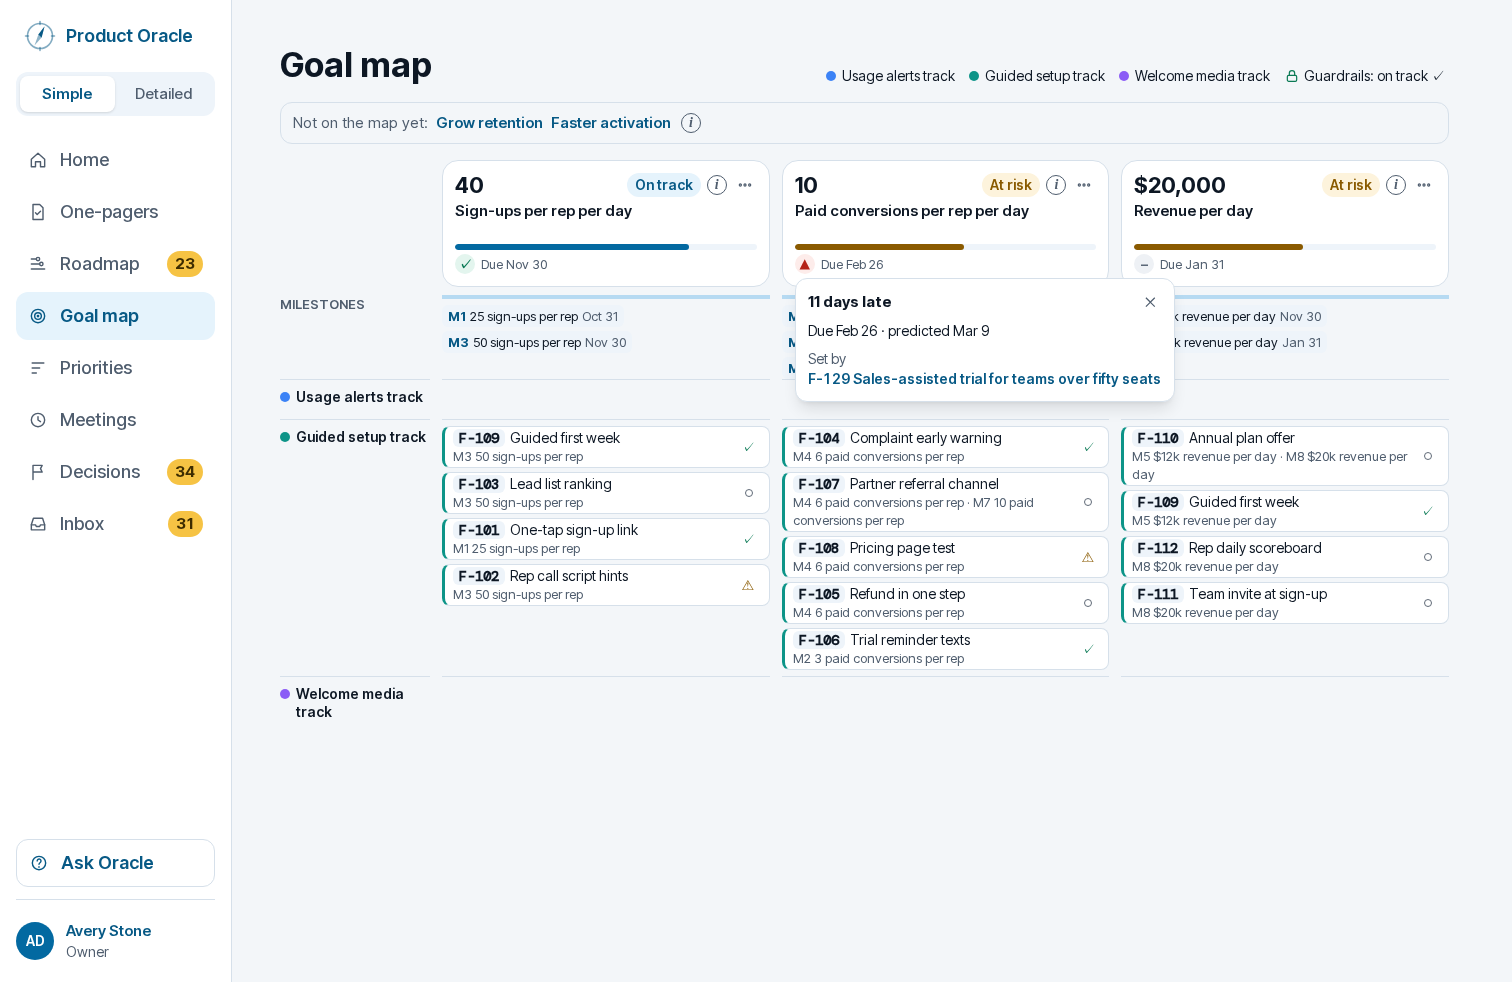 Product Oracle
Simple
Detailed
Home
One-pagers
Roadmap 23
Goal map
Priorities
Meetings
Decisions 34
Inbox 31
Ask Oracle
AD
Avery Stone
Owner
Goal map
Usage alerts track
Guided setup track
Welcome media track
Guardrails: on track ✓
Not on the map yet: Grow retention Faster activation i
40
On track i •••
Sign-ups per rep per day
✓ Due Nov 30
10
At risk i •••
Paid conversions per rep per day
▲ Due Feb 26
$20,000
At risk i •••
Revenue per day
– Due Jan 31
MILESTONES
M1 25 sign-ups per rep Oct 31
M3 50 sign-ups per rep Nov 30
11 days late
Due Feb 26 · predicted Mar 9
Set by
F-129 Sales-assisted trial for teams over fifty seats
k revenue per day Nov 30
k revenue per day Jan 31
Usage alerts track
Guided setup track
F-109 Guided first week
M3 50 sign-ups per rep
✓
F-103 Lead list ranking
M3 50 sign-ups per rep
○
F-101 One-tap sign-up link
M1 25 sign-ups per rep
✓
F-102 Rep call script hints
M3 50 sign-ups per rep
⚠
F-104 Complaint early warning
M4 6 paid conversions per rep
✓
F-107 Partner referral channel
M4 6 paid conversions per rep · M7 10 paid
conversions per rep
○
F-108 Pricing page test
M4 6 paid conversions per rep
⚠
F-105 Refund in one step
M4 6 paid conversions per rep
○
F-106 Trial reminder texts
M2 3 paid conversions per rep
✓
F-110 Annual plan offer
M5 $12k revenue per day · M8 $20k revenue per
day
○
F-109 Guided first week
M5 $12k revenue per day
✓
F-112 Rep daily scoreboard
M8 $20k revenue per day
○
F-111 Team invite at sign-up
M8 $20k revenue per day
○
Welcome media
track